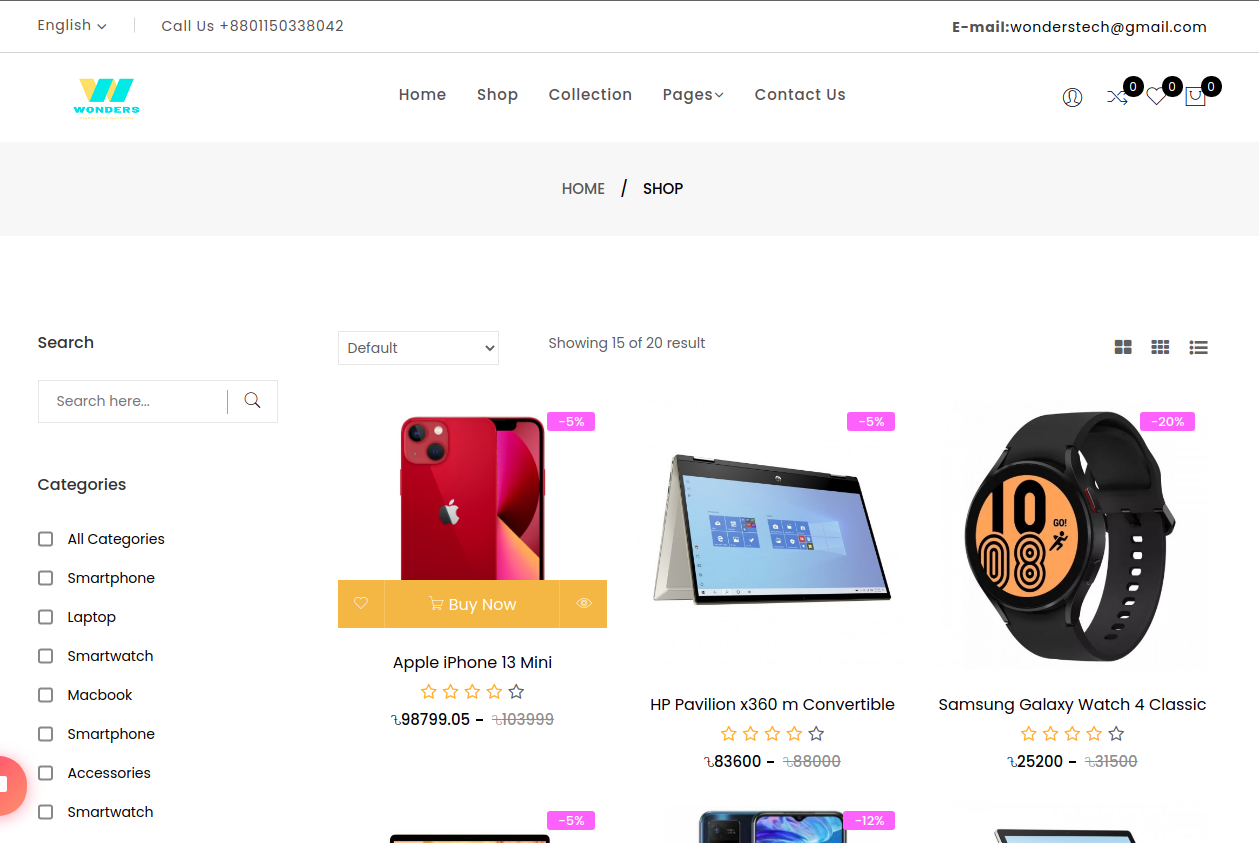 English
Call Us +8801150338042
E-mail:wonderstech@gmail.com
WONDERS
Home
Shop
Collection
Pages
Contact Us
0
0
0
HOME / SHOP
Search
Search here...
Categories
All Categories
Smartphone
Laptop
Smartwatch
Macbook
Smartphone
Accessories
Smartwatch
Default
Showing 15 of 20 result
-5%
Buy Now
Apple iPhone 13 Mini
৳98799.05 – ৳103999
-5%
HP Pavilion x360 m Convertible
৳83600 – ৳88000
-20%
10
08
GO!
Samsung Galaxy Watch 4 Classic
৳25200 – ৳31500
-5%
-12%